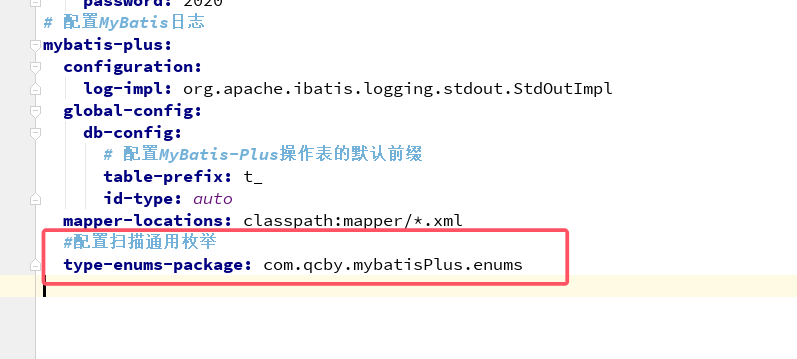 password: 2020
# 配置MyBatis日志
mybatis-plus:
configuration:
log-impl: org.apache.ibatis.logging.stdout.StdOutImpl
global-config:
db-config:
# 配置MyBatis-Plus操作表的默认前缀
table-prefix: t_
id-type: auto
mapper-locations: classpath:mapper/*.xml
#配置扫描通用枚举
type-enums-package: com.qcby.mybatisPlus.enums